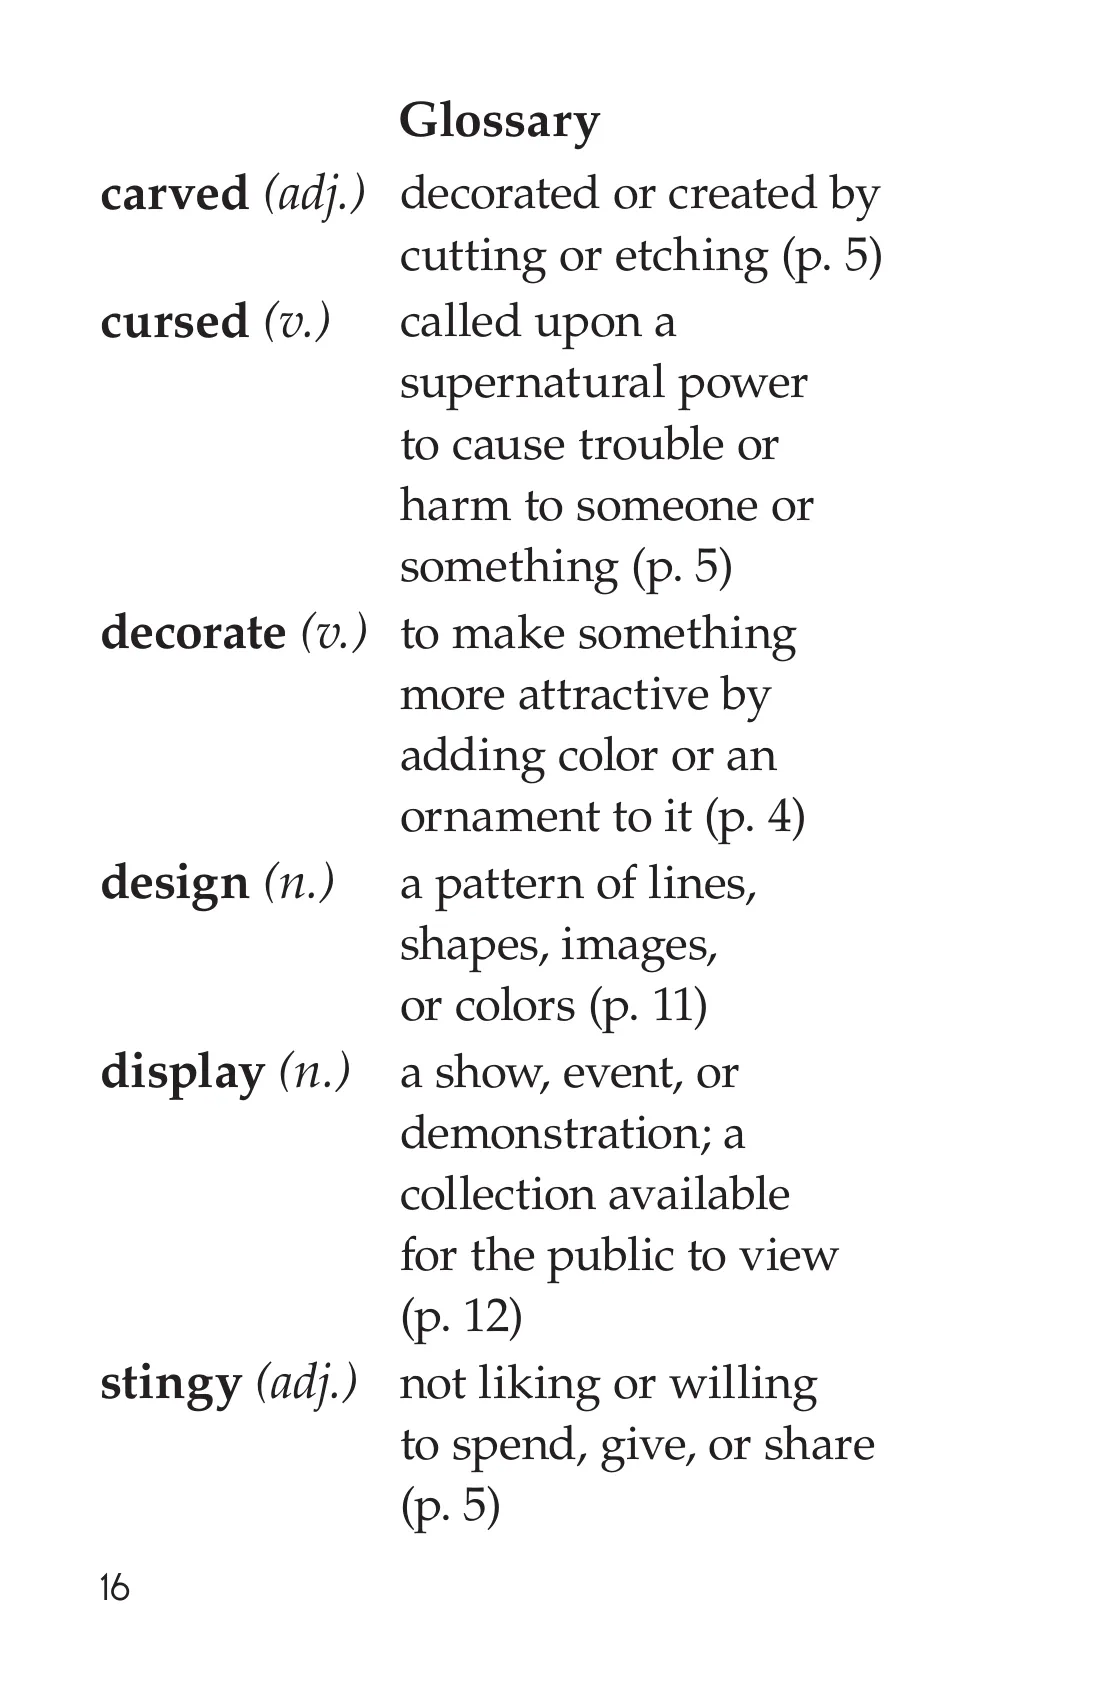 Glossary
carved (adj.) decorated or created by
cutting or etching (p. 5)
cursed (v.) called upon a
supernatural power
to cause trouble or
harm to someone or
something (p. 5)
decorate (v.) to make something
more attractive by
adding color or an
ornament to it (p. 4)
design (n.) a pattern of lines,
shapes, images,
or colors (p. 11)
display (n.) a show, event, or
demonstration; a
collection available
for the public to view
(p. 12)
stingy (adj.) not liking or willing
to spend, give, or share
(p. 5)
16